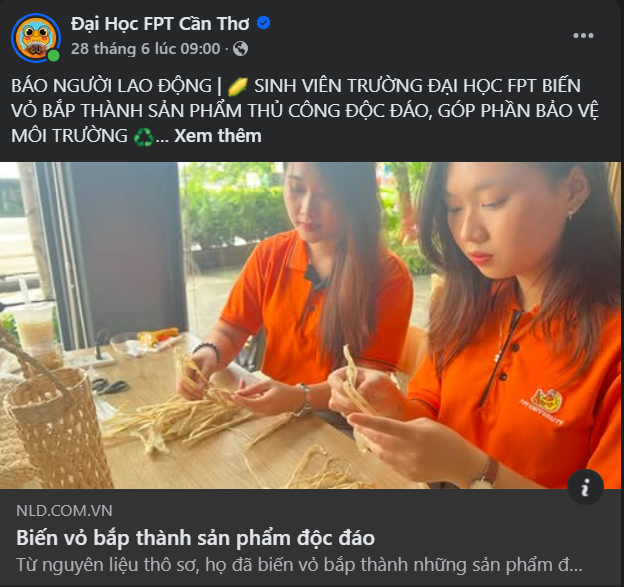 Đại Học FPT Cần Thơ
28 tháng 6 lúc 09:00 ·
BÁO NGƯỜI LAO ĐỘNG | 🌽 SINH VIÊN TRƯỜNG ĐẠI HỌC FPT BIẾN
VỎ BẮP THÀNH SẢN PHẨM THỦ CÔNG ĐỘC ĐÁO, GÓP PHẦN BẢO VỆ
MÔI TRƯỜNG ♻️... Xem thêm
NLD.COM.VN
Biến vỏ bắp thành sản phẩm độc đáo
Từ nguyên liệu thô sơ, họ đã biến vỏ bắp thành những sản phẩm đ...